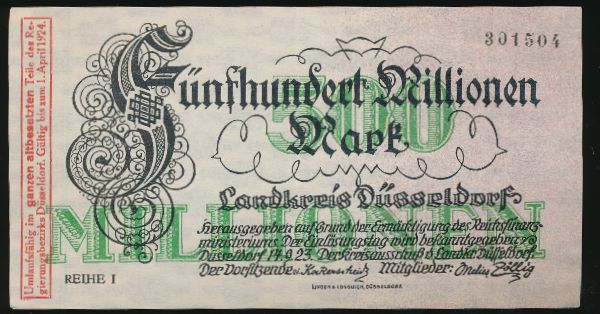 Umlaufsfähig im ganzen altbesetzten Teile des Re-
gierungsbezirks Düsseldorf. Gültig bis zum 1. April 1924.
301504
Fünfhundert Millionen
Mark
500
MILLIONEN
Landkreis Düsseldorf
Herausgegeben auf Grund der Ermächtigung des Reichsfinanz-
ministeriums. Der Einlösungstag wird bekanntgegeben
Düsseldorf 14.9.23. Der Kreisausschuß d. Landkr. Düsseldorf.
Der Vorsitzende: Mitglieder:
REIHE I